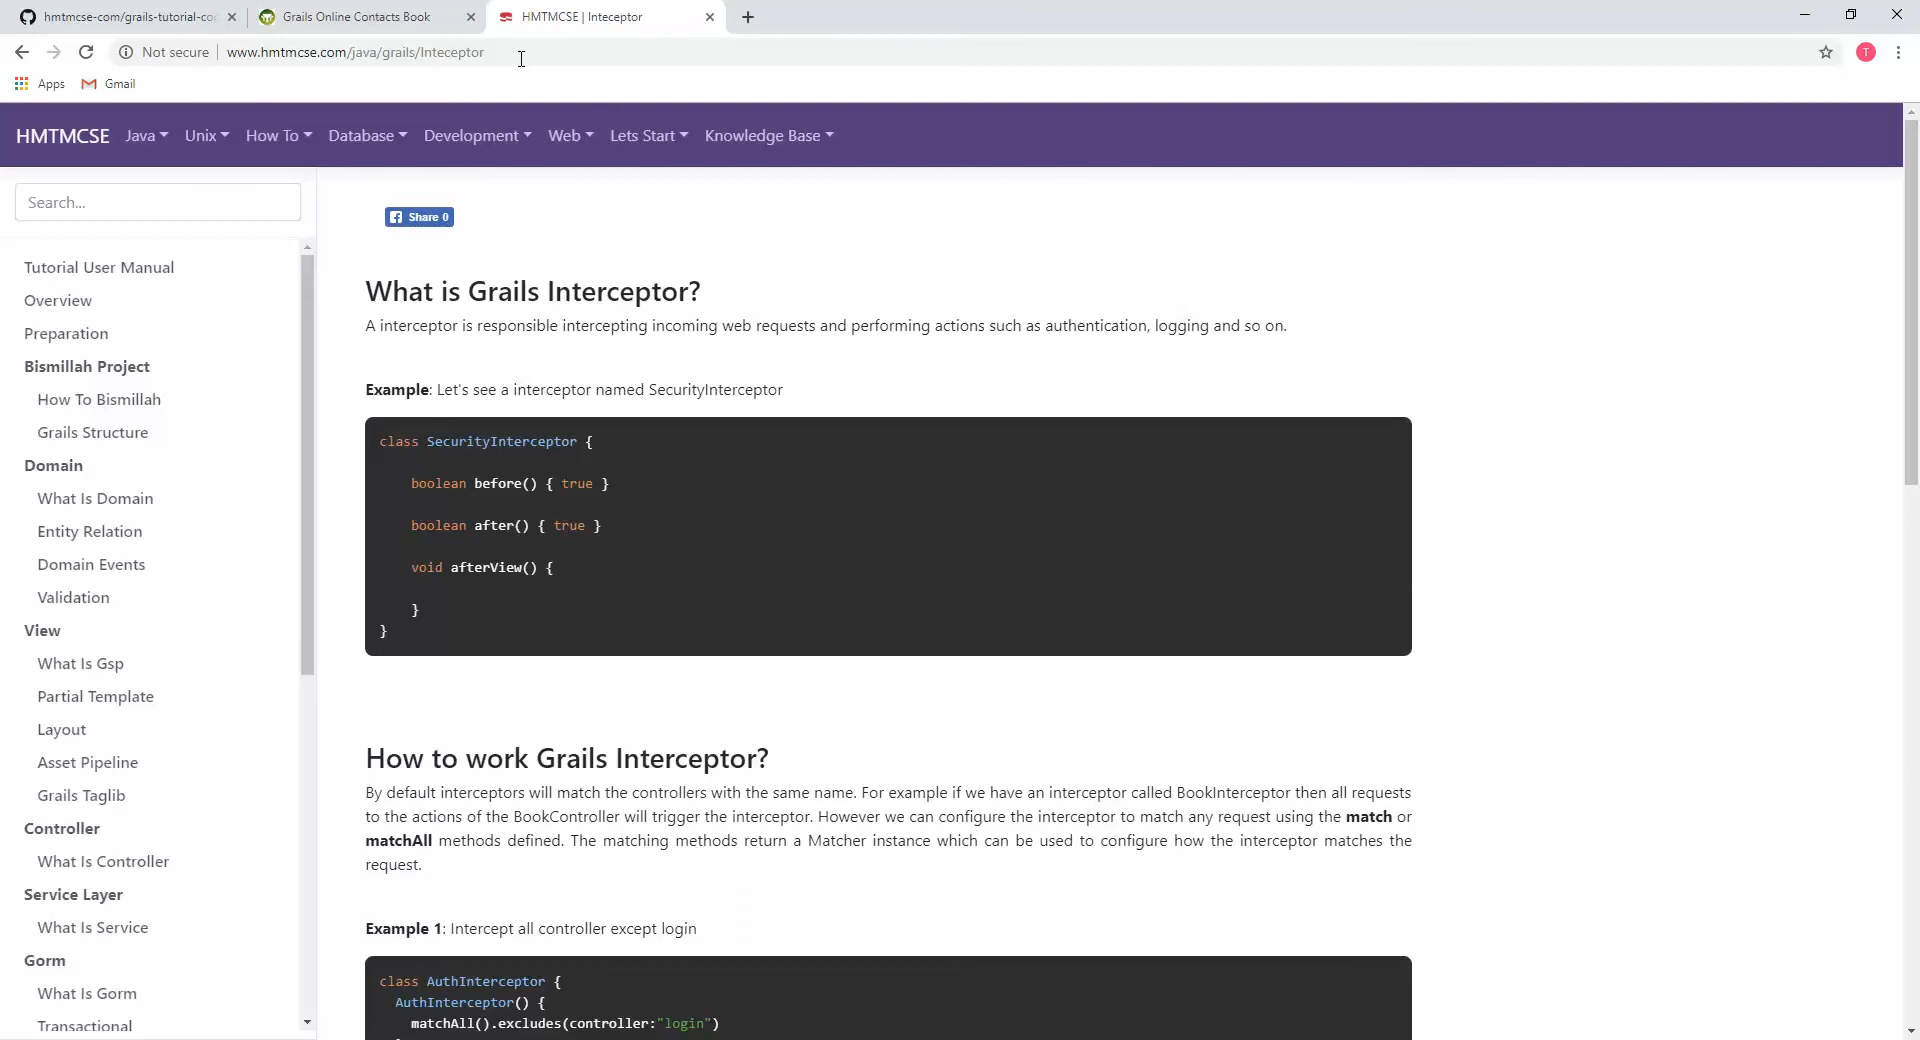 hmtmcse-com/grails-tutorial-co
Grails Online Contacts Book
HMTMCSE | Inteceptor
Not secure
www.hmtmcse.com/java/grails/Inteceptor
T
Apps
Gmail
HMTMCSE
Java
Unix
How To
Database
Development
Web
Lets Start
Knowledge Base
Search...
Tutorial User Manual
Overview
Preparation
Bismillah Project
How To Bismillah
Grails Structure
Domain
What Is Domain
Entity Relation
Domain Events
Validation
View
What Is Gsp
Partial Template
Layout
Asset Pipeline
Grails Taglib
Controller
What Is Controller
Service Layer
What Is Service
Gorm
What Is Gorm
Transactional
Share 0
What is Grails Interceptor?
A interceptor is responsible intercepting incoming web requests and performing actions such as authentication, logging and so on.
Example: Let's see a interceptor named SecurityInterceptor
class SecurityInterceptor {
boolean before() { true }
boolean after() { true }
void afterView() {
}
}
How to work Grails Interceptor?
By default interceptors will match the controllers with the same name. For example if we have an interceptor called BookInterceptor then all requests
to the actions of the BookController will trigger the interceptor. However we can configure the interceptor to match any request using the match or
matchAll methods defined. The matching methods return a Matcher instance which can be used to configure how the interceptor matches the
request.
Example 1: Intercept all controller except login
class AuthInterceptor {
AuthInterceptor() {
matchAll().excludes(controller:"login")